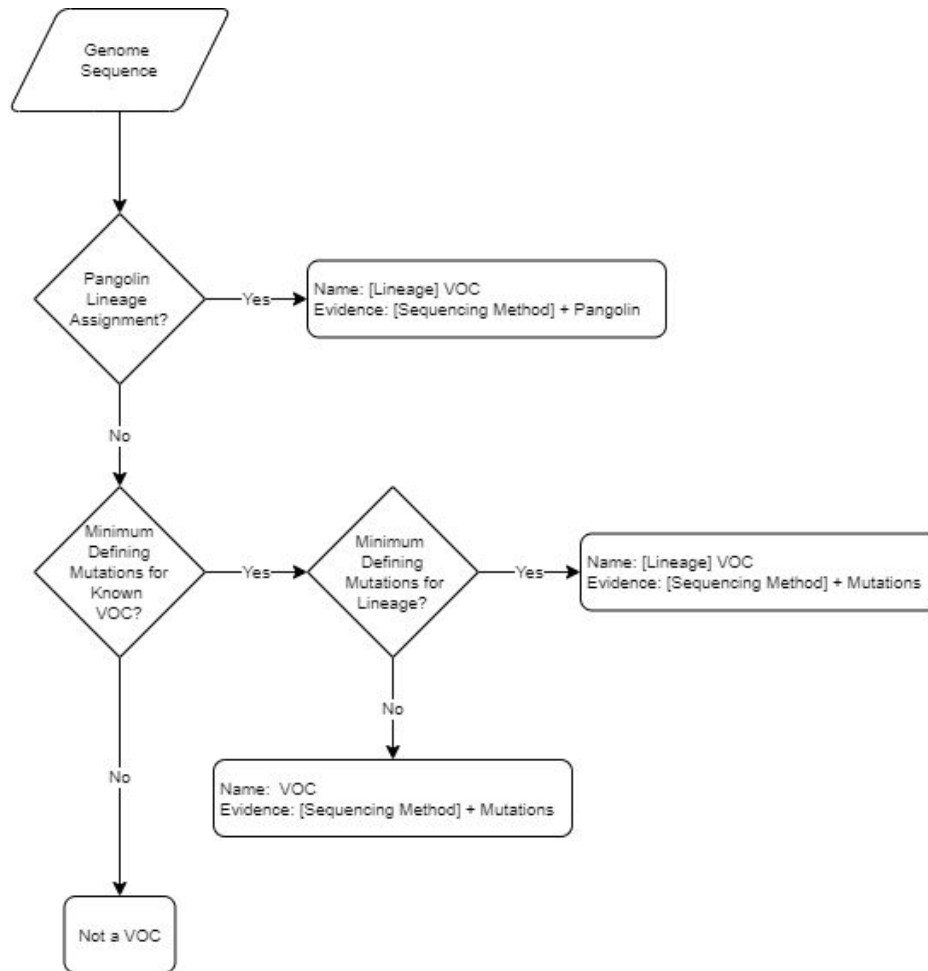 Genome
Sequence
Pangolin
Lineage
Assignment?
Yes
Name: [Lineage] VOC
Evidence: [Sequencing Method] + Pangolin
No
Minimum
Defining
Mutations for
Known
VOC?
Yes
Minimum
Defining
Mutations for
Lineage?
Yes
Name: [Lineage] VOC
Evidence: [Sequencing Method] + Mutations
No
Name:  VOC
Evidence: [Sequencing Method] + Mutations
No
Not a VOC